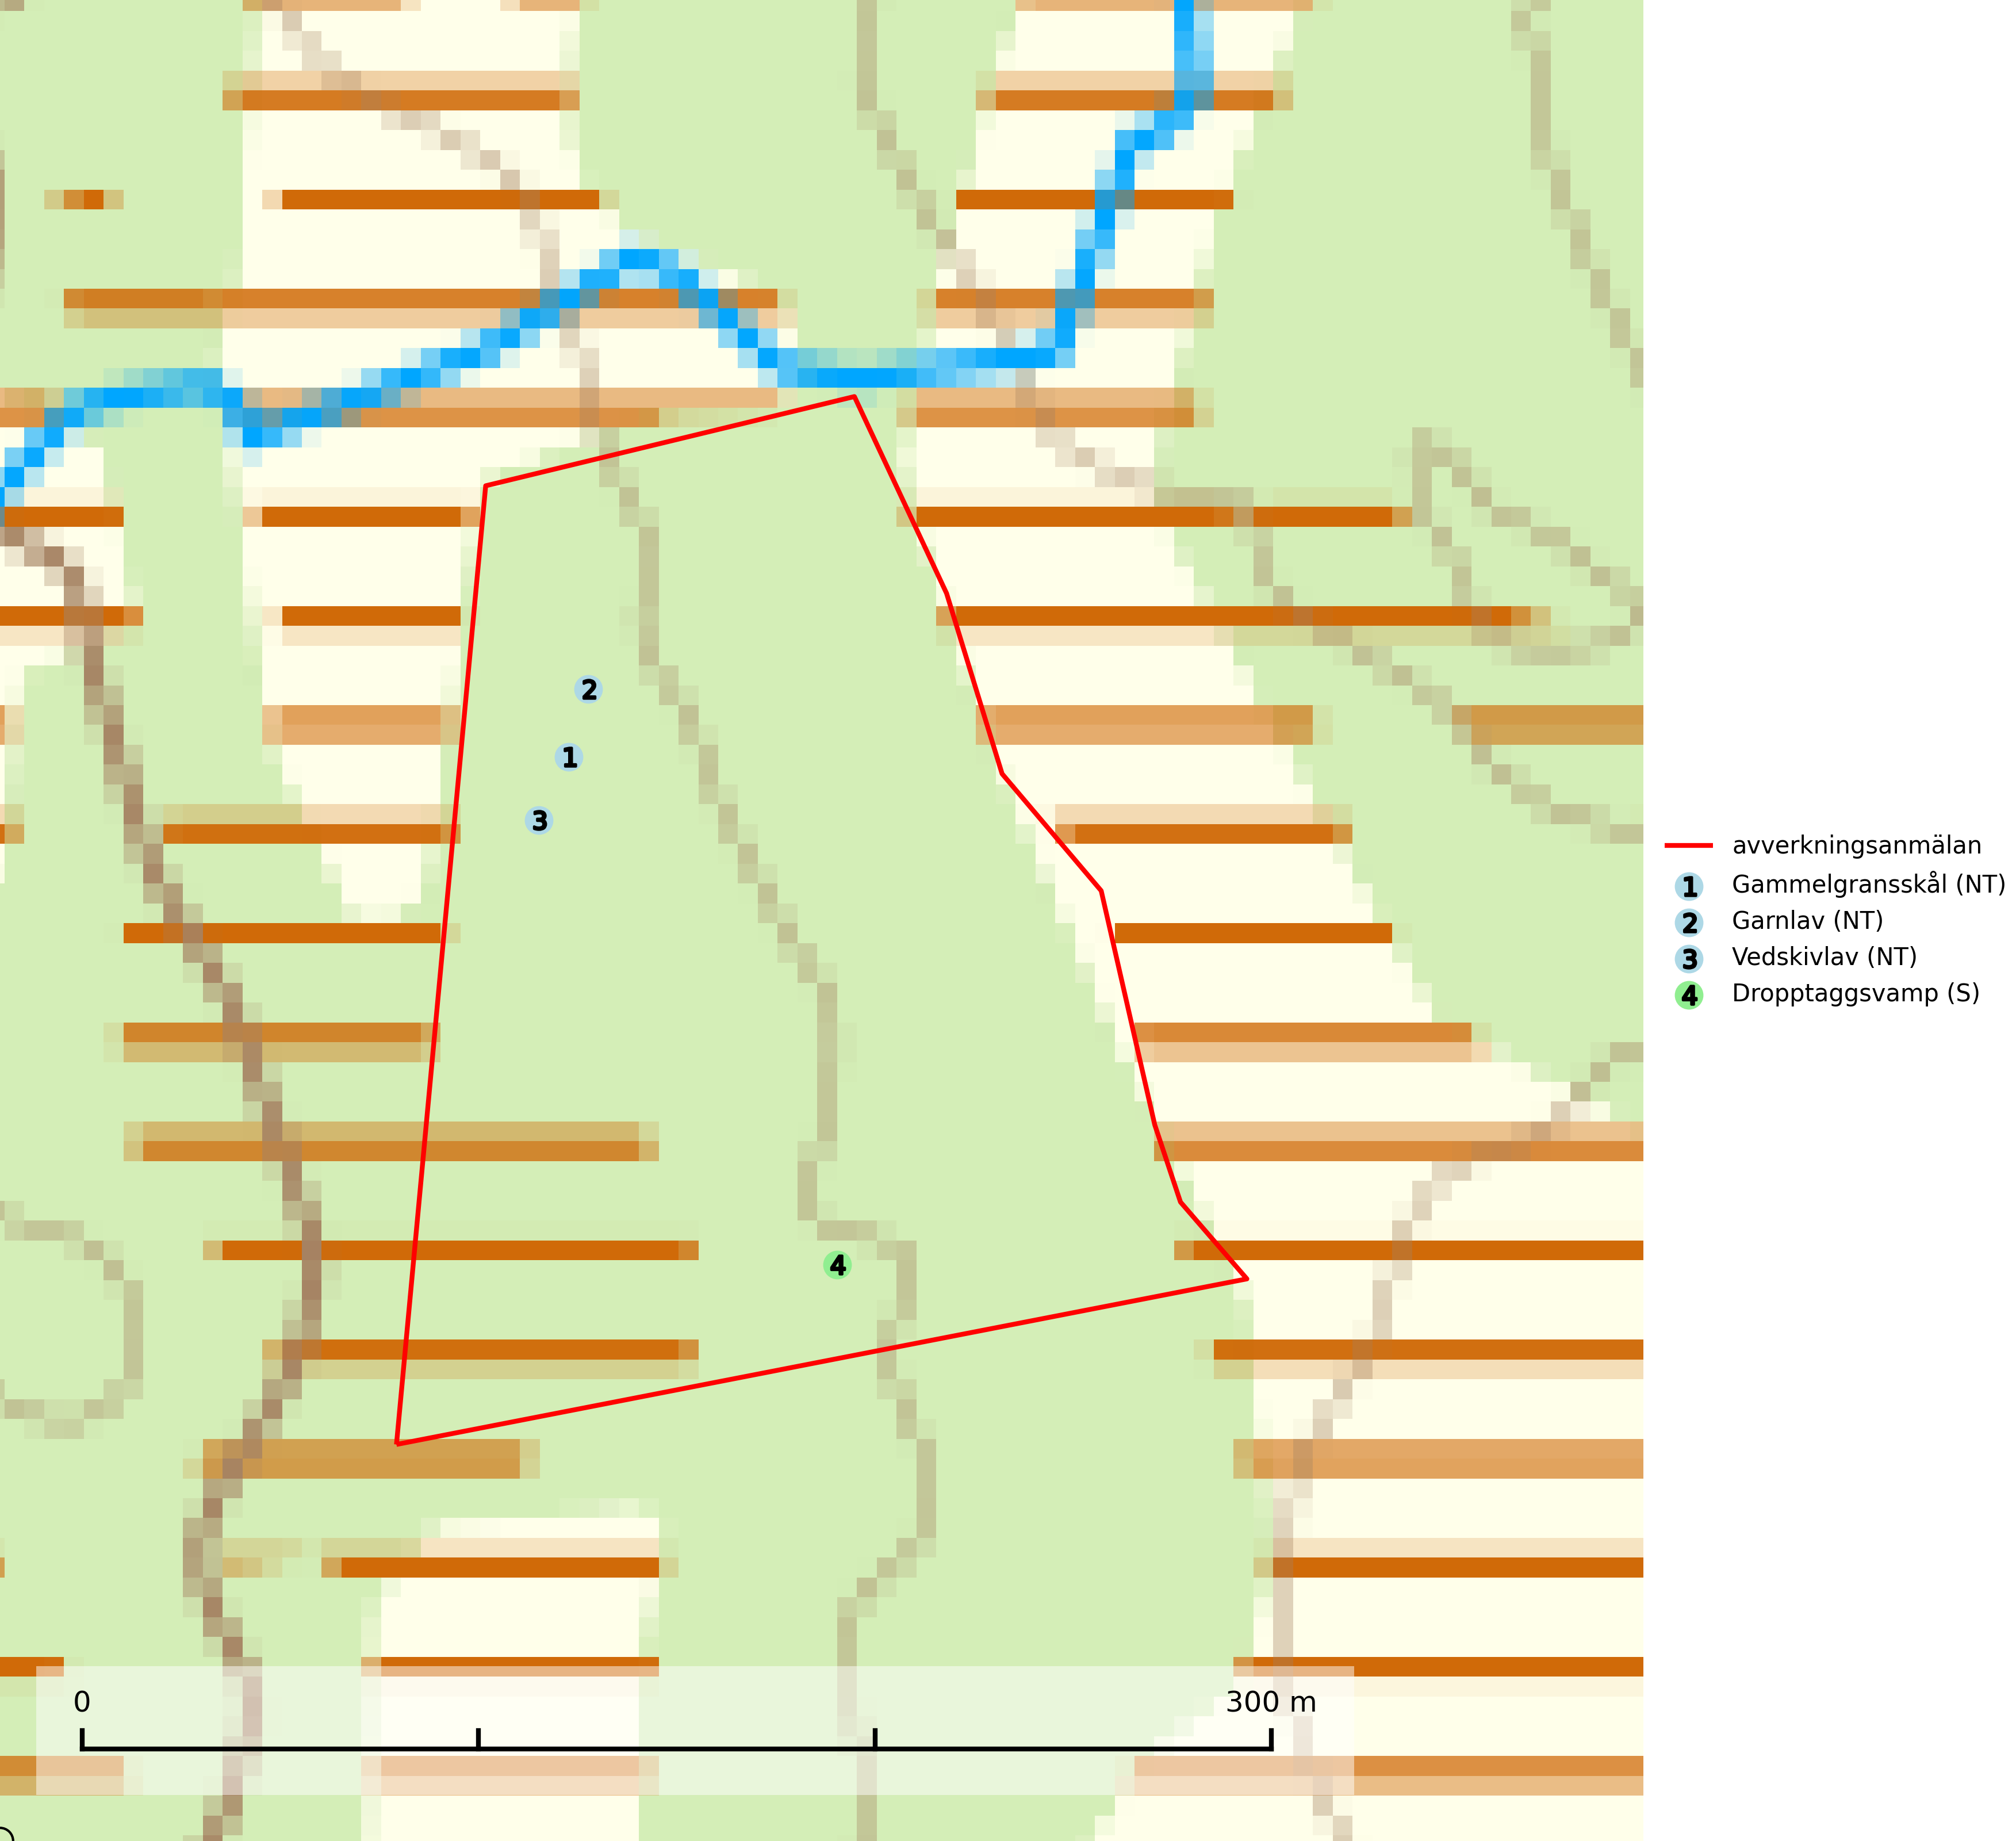 2
1
3
4
avverkningsanmälan
1 Gammelgransskål (NT)
2 Garnlav (NT)
3 Vedskivlav (NT)
4 Dropptaggsvamp (S)
0 300 m